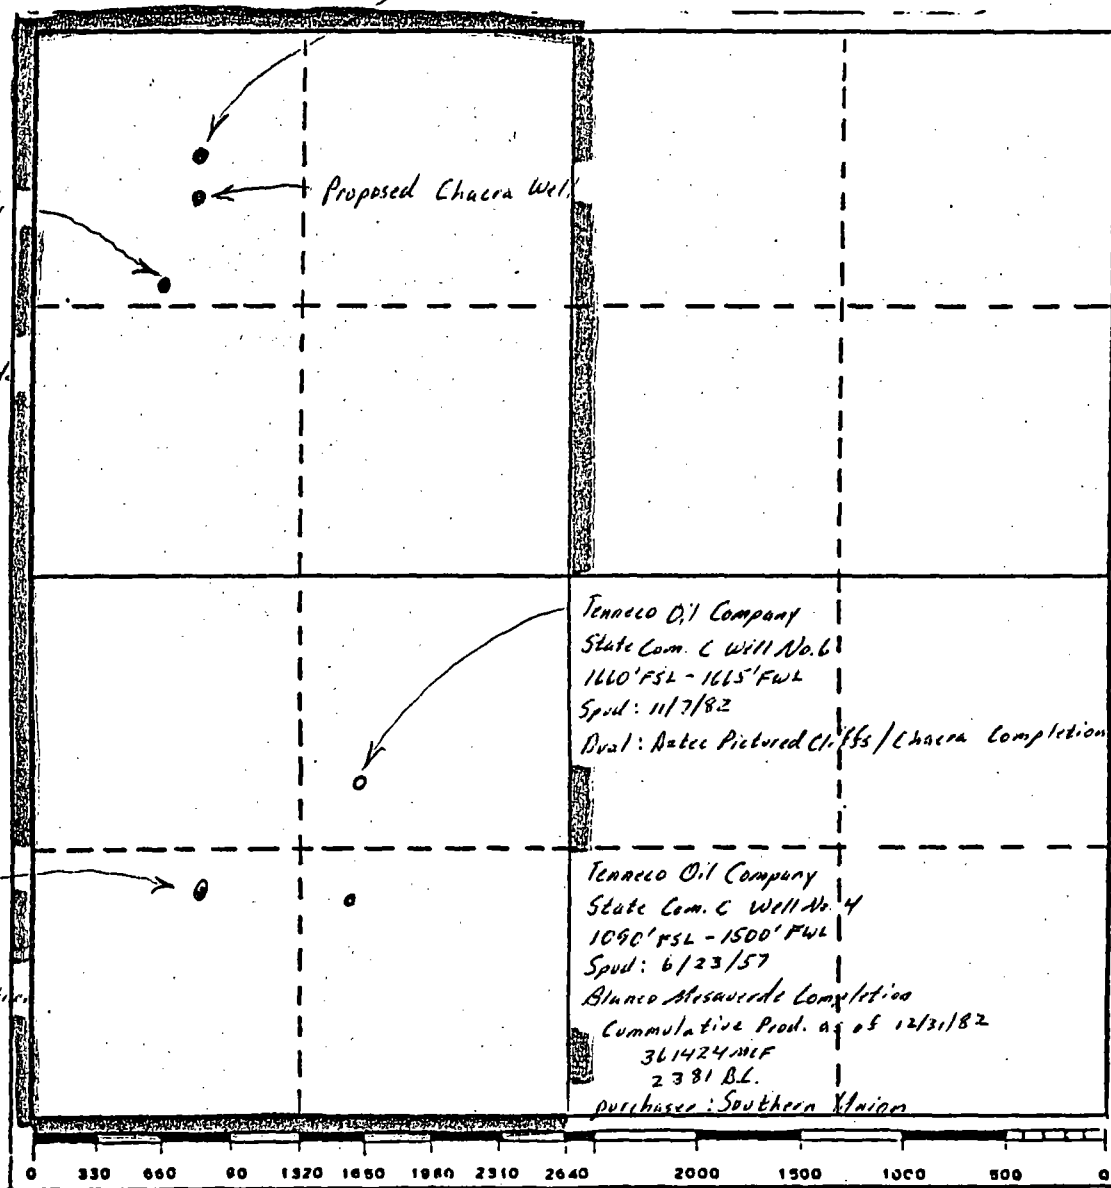 Proposed Chacra Well
Tenneco Oil Company
State Com. C Well No. 6
1660' FSL - 1665' FWL
Spud: 11/7/82
Dual: Aztec Pictured Cliffs / Chacra Completion
Tenneco Oil Company
State Com. C Well No. 4
1090' FSL - 1500' FWL
Spud: 6/23/57
Blanco Mesaverde Completion
Cummulative Prod. as of 12/31/82
361424 MCF
2381 BC.
purchaser: Southern Union
0 330 660 90 1320 1650 1980 2310 2640 2000 1500 1000 500 0